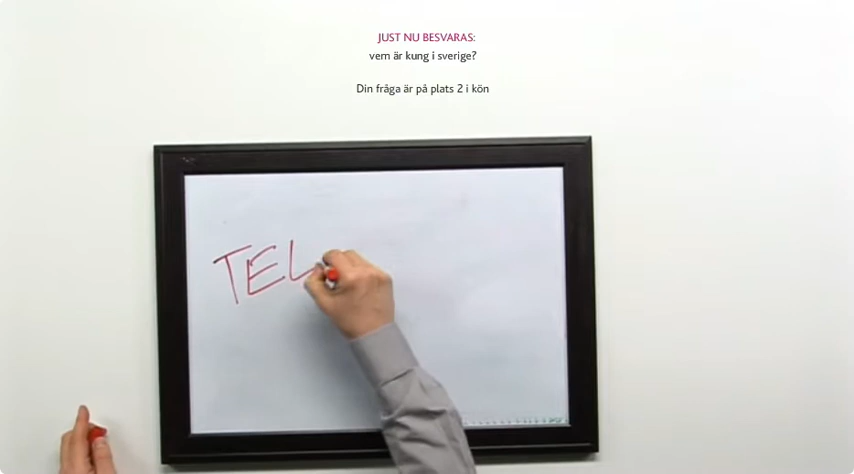 JUST NU BESVARAS:
vem är kung i sverige?
Din fråga är på plats 2 i kön
TEL